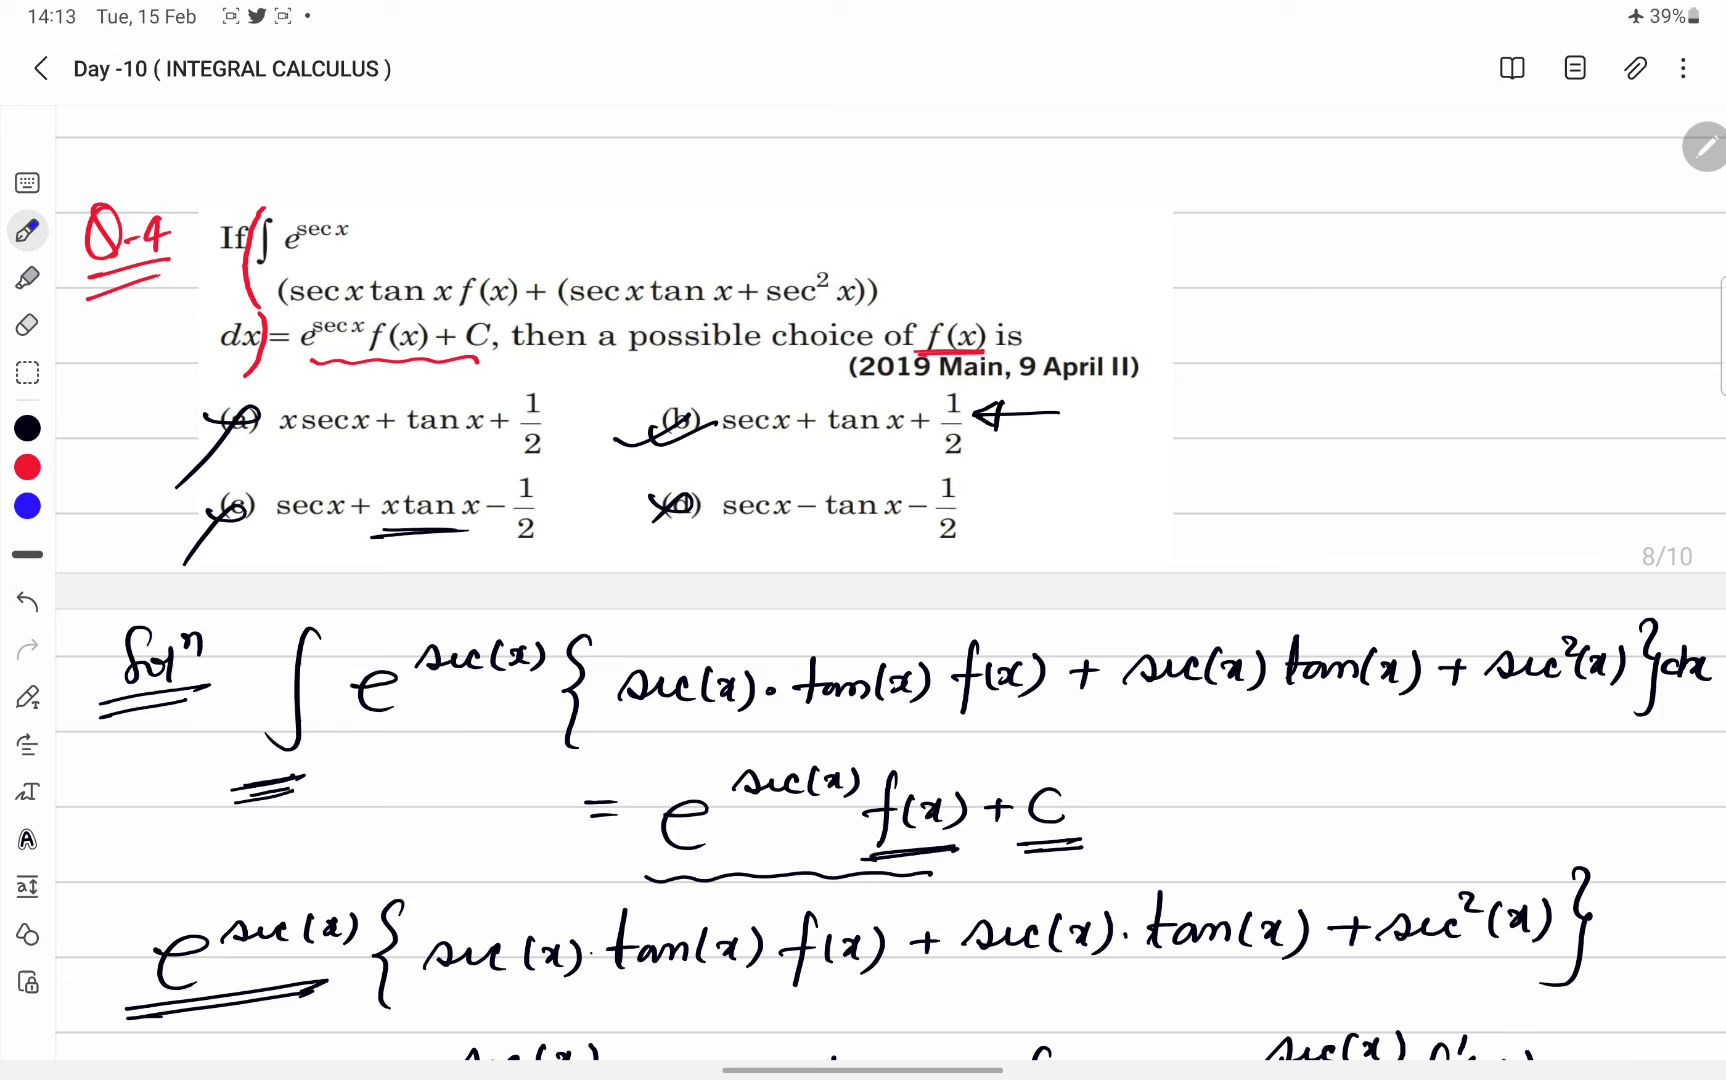 14:13 Tue, 15 Feb
39%
Day -10 ( INTEGRAL CALCULUS )
Q-4
If ∫ e^{sec x}
(sec x tan x f(x) + (sec x tan x + sec² x))
dx = e^{sec x} f(x) + C, then a possible choice of f(x) is
(2019 Main, 9 April II)
(a) x sec x + tan x + 1/2 (b) sec x + tan x + 1/2
(c) sec x + x tan x − 1/2 (d) sec x − tan x − 1/2
8/10
Solⁿ ∫ e^{sec(x)} { sec(x) · tan(x) f(x) + sec(x) tan(x) + sec²(x) } dx
= e^{sec(x)} f(x) + C
e^{sec(x)} { sec(x) · tan(x) f(x) + sec(x) · tan(x) + sec²(x) }